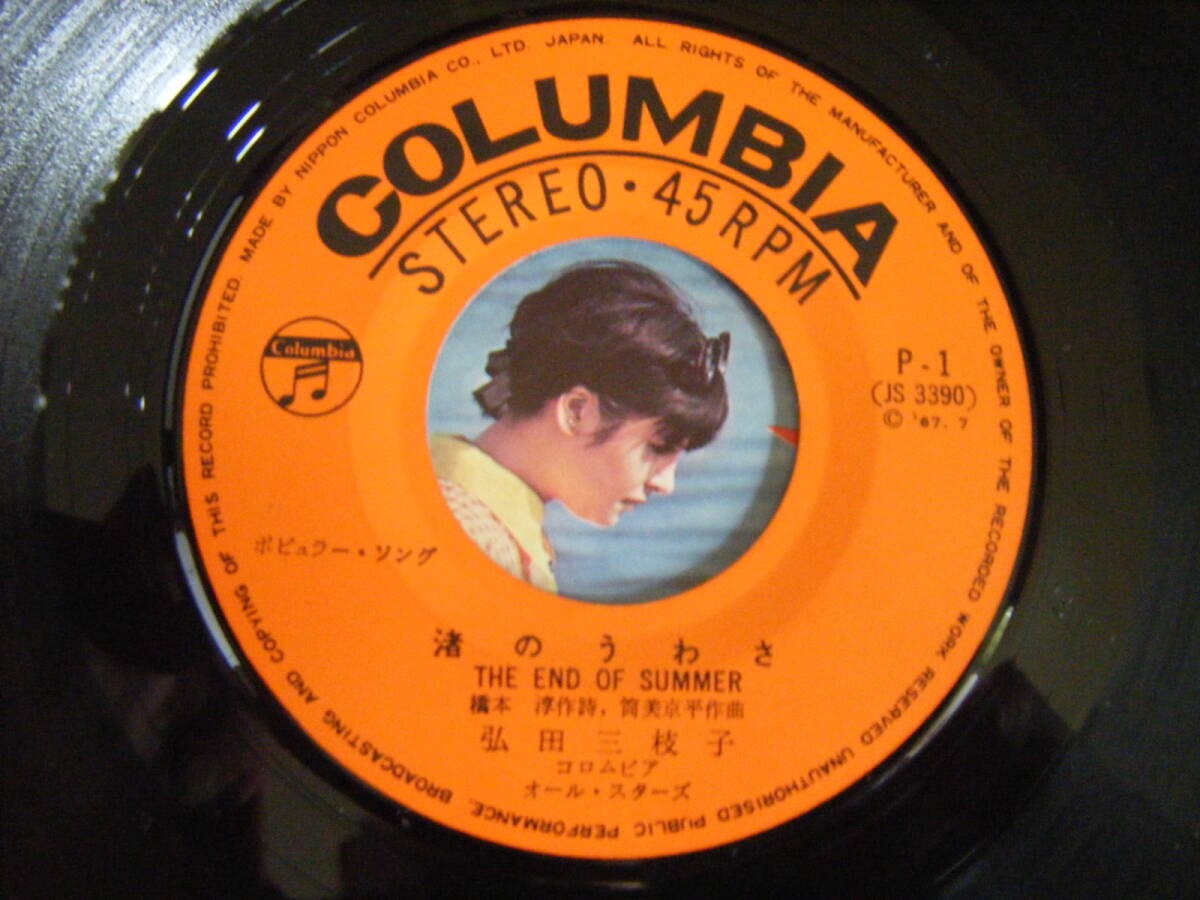 MADE BY NIPPON COLUMBIA CO., LTD. JAPAN. ALL RIGHTS OF THE MANUFACTURER AND OF THE OWNER OF THE RECORDED WORK RESERVED UNAUTHORISED PUBLIC PERFORMANCE, BROADCASTING AND COPYING OF THIS RECORD PROHIBITED.
COLUMBIA
STEREO・45RPM
Columbia
P-1
(JS 3390)
© '67.7
ポピュラー・ソング
渚のうわさ
THE END OF SUMMER
橋本 淳作詩,筒美京平作曲
弘田三枝子
コロムビア
オール・スターズ